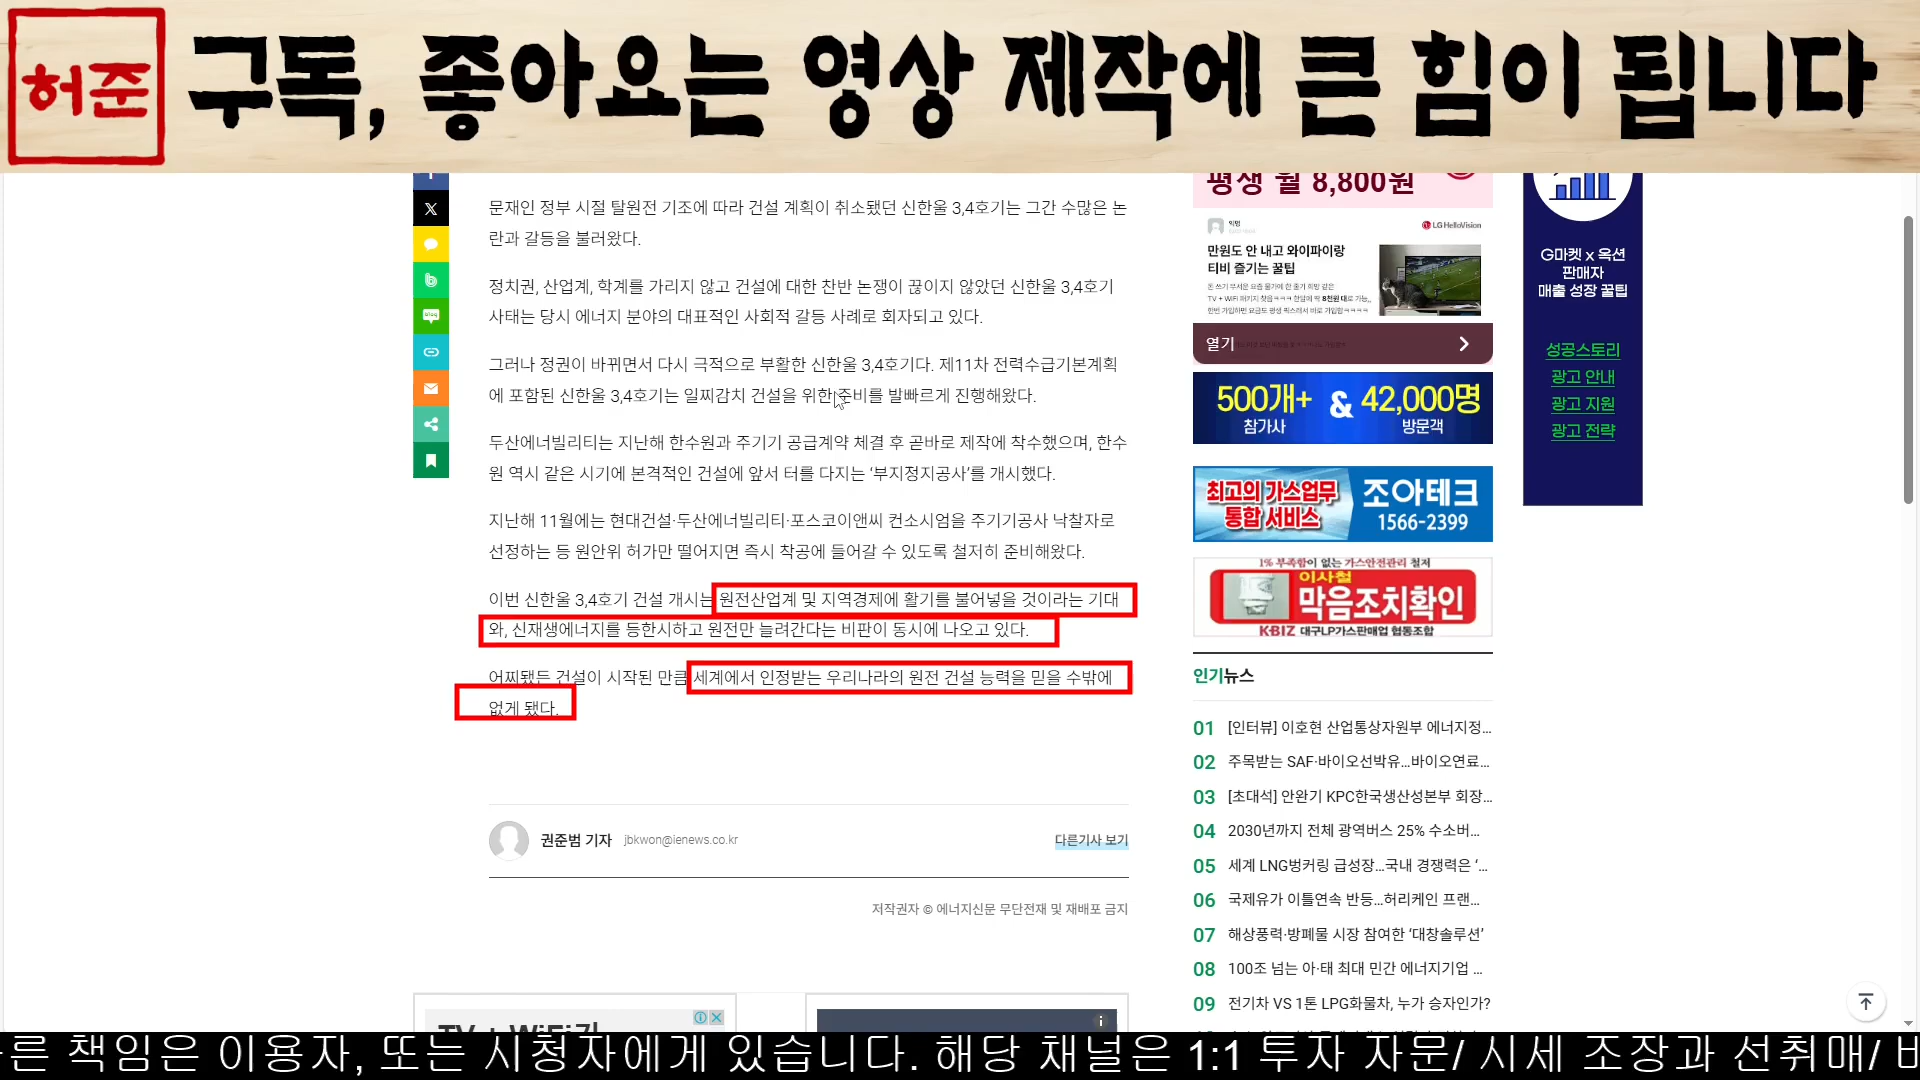 허준
구독, 좋아요는 영상 제작에 큰 힘이 됩니다
문재인 정부 시절 탈원전 기조에 따라 건설 계획이 취소됐던 신한울 3,4호기는 그간 수많은 논
란과 갈등을 불러왔다.
정치권, 산업계, 학계를 가리지 않고 건설에 대한 찬반 논쟁이 끊이지 않았던 신한울 3,4호기
사태는 당시 에너지 분야의 대표적인 사회적 갈등 사례로 회자되고 있다.
그러나 정권이 바뀌면서 다시 극적으로 부활한 신한울 3,4호기다. 제11차 전력수급기본계획
에 포함된 신한울 3,4호기는 일찌감치 건설을 위한 준비를 발빠르게 진행해왔다.
두산에너빌리티는 지난해 한수원과 주기기 공급계약 체결 후 곧바로 제작에 착수했으며, 한수
원 역시 같은 시기에 본격적인 건설에 앞서 터를 다지는 ‘부지정지공사’를 개시했다.
지난해 11월에는 현대건설·두산에너빌리티·포스코이앤씨 컨소시엄을 주기기공사 낙찰자로
선정하는 등 원안위 허가만 떨어지면 즉시 착공에 들어갈 수 있도록 철저히 준비해왔다.
이번 신한울 3,4호기 건설 개시는 원전산업계 및 지역경제에 활기를 불어넣을 것이라는 기대
와, 신재생에너지를 등한시하고 원전만 늘려간다는 비판이 동시에 나오고 있다.
어찌됐든 건설이 시작된 만큼 세계에서 인정받는 우리나라의 원전 건설 능력을 믿을 수밖에
없게 됐다.
권준범 기자 jbkwon@ienews.co.kr
다른기사 보기
저작권자 © 에너지신문 무단전재 및 재배포 금지
TV + WiFi가
평생 월 8,800원
익명
LG HelloVision
만원도 안 내고 와이파이랑
티비 즐기는 꿀팁
열기
500개+ 참가사 & 42,000명 방문객
최고의 가스업무
통합 서비스
조아테크
1566-2399
1% 부족함이 없는 가스안전관리 철저
이사철
막음조치확인
K-BIZ 대구LP가스판매업 협동조합
인기뉴스
01 [인터뷰] 이호현 산업통상자원부 에너지정...
02 주목받는 SAF·바이오선박유...바이오연료...
03 [초대석] 안완기 KPC한국생산성본부 회장...
04 2030년까지 전체 광역버스 25% 수소버...
05 세계 LNG벙커링 급성장...국내 경쟁력은 ‘...
06 국제유가 이틀연속 반등...허리케인 프랜...
07 해상풍력·방폐물 시장 참여한 ‘대창솔루션’
08 100조 넘는 아·태 최대 민간 에너지기업 ...
09 전기차 VS 1톤 LPG화물차, 누가 승자인가?
G마켓 x 옥션
판매자
매출 성장 꿀팁
성공스토리
광고 안내
광고 지원
광고 전략
른 책임은 이용자, 또는 시청자에게 있습니다. 해당 채널은 1:1 투자 자문/ 시세 조장과 선취매/